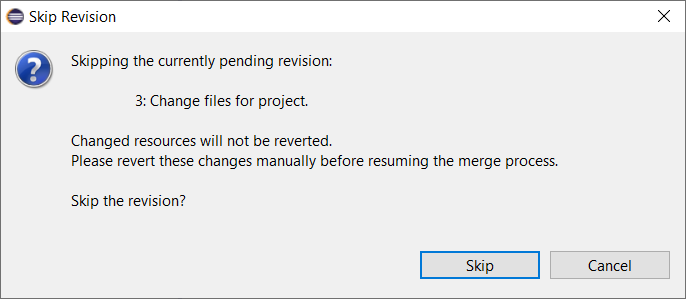 Skip Revision
Skipping the currently pending revision:
3: Change files for project.
Changed resources will not be reverted.
Please revert these changes manually before resuming the merge process.
Skip the revision?
Skip
Cancel